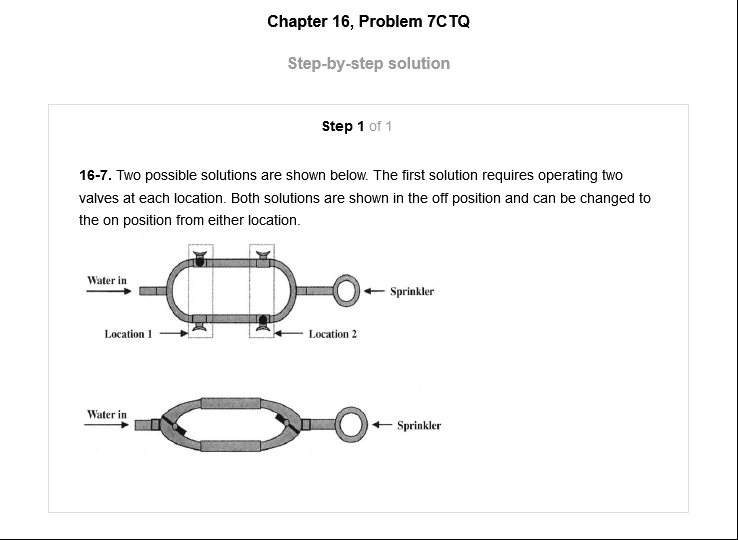 Chapter 16, Problem 7CTQ
Step-by-step solution
Step 1 of 1
16-7. Two possible solutions are shown below. The first solution requires operating two
valves at each location. Both solutions are shown in the off position and can be changed to
the on position from either location.
Water in
Sprinkler
Location 1
Location 2
Water in
Sprinkler